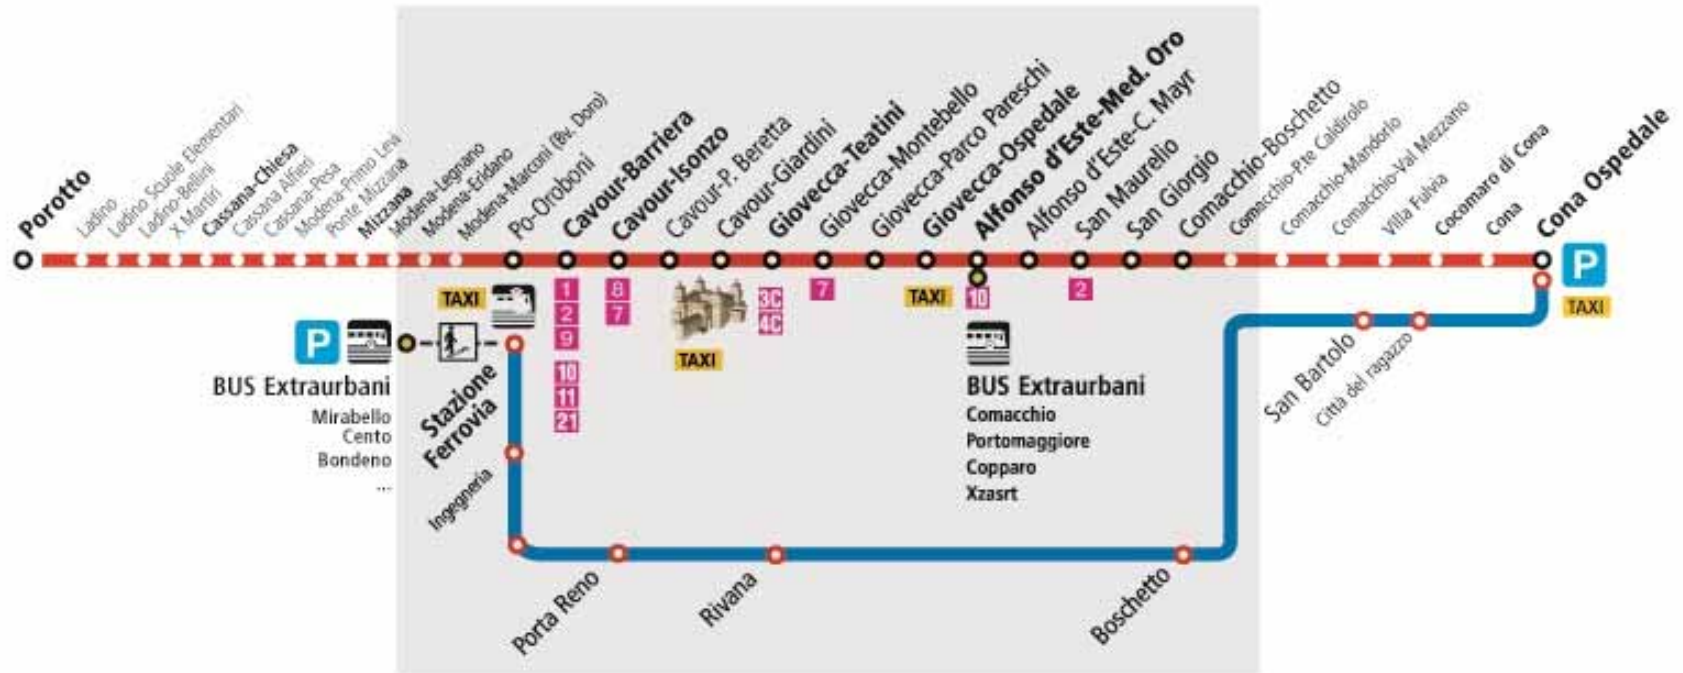 Porotto
Ladino
Ladino Scuole Elementari
Ladino-Bellini
X Martiri
Cassana-Chiesa
Cassana Alfieri
Cassana-Pesa
Modena-Primo Levi
Ponte Mizzana
Mizzana
Modena-Legnano
Modena-Eridano
Modena-Marconi (Bv. Doro)
Po-Oroboni
Cavour-Barriera
Cavour-Isonzo
Cavour-P. Beretta
Cavour-Giardini
Giovecca-Teatini
Giovecca-Montebello
Giovecca-Parco Pareschi
Giovecca-Ospedale
Alfonso d'Este-Med. Oro
Alfonso d'Este-C. Mayr
San Maurelio
San Giorgio
Comacchio-Boschetto
Comacchio-P.te Caldirolo
Comacchio-Mandorlo
Comacchio-Val Mezzano
Villa Fulvia
Cocomaro di Cona
Cona
Cona Ospedale
P
TAXI
TAXI
1
2
9
10
11
21
8
7
TAXI
3C
4C
7
TAXI
10
2
P
BUS Extraurbani
Mirabello
Cento
Bondeno
...
Stazione
Ferrovia
Ingegneria
BUS Extraurbani
Comacchio
Portomaggiore
Copparo
Xzasrt
San Bartolo
Città del ragazzo
Porta Reno
Rivana
Boschetto